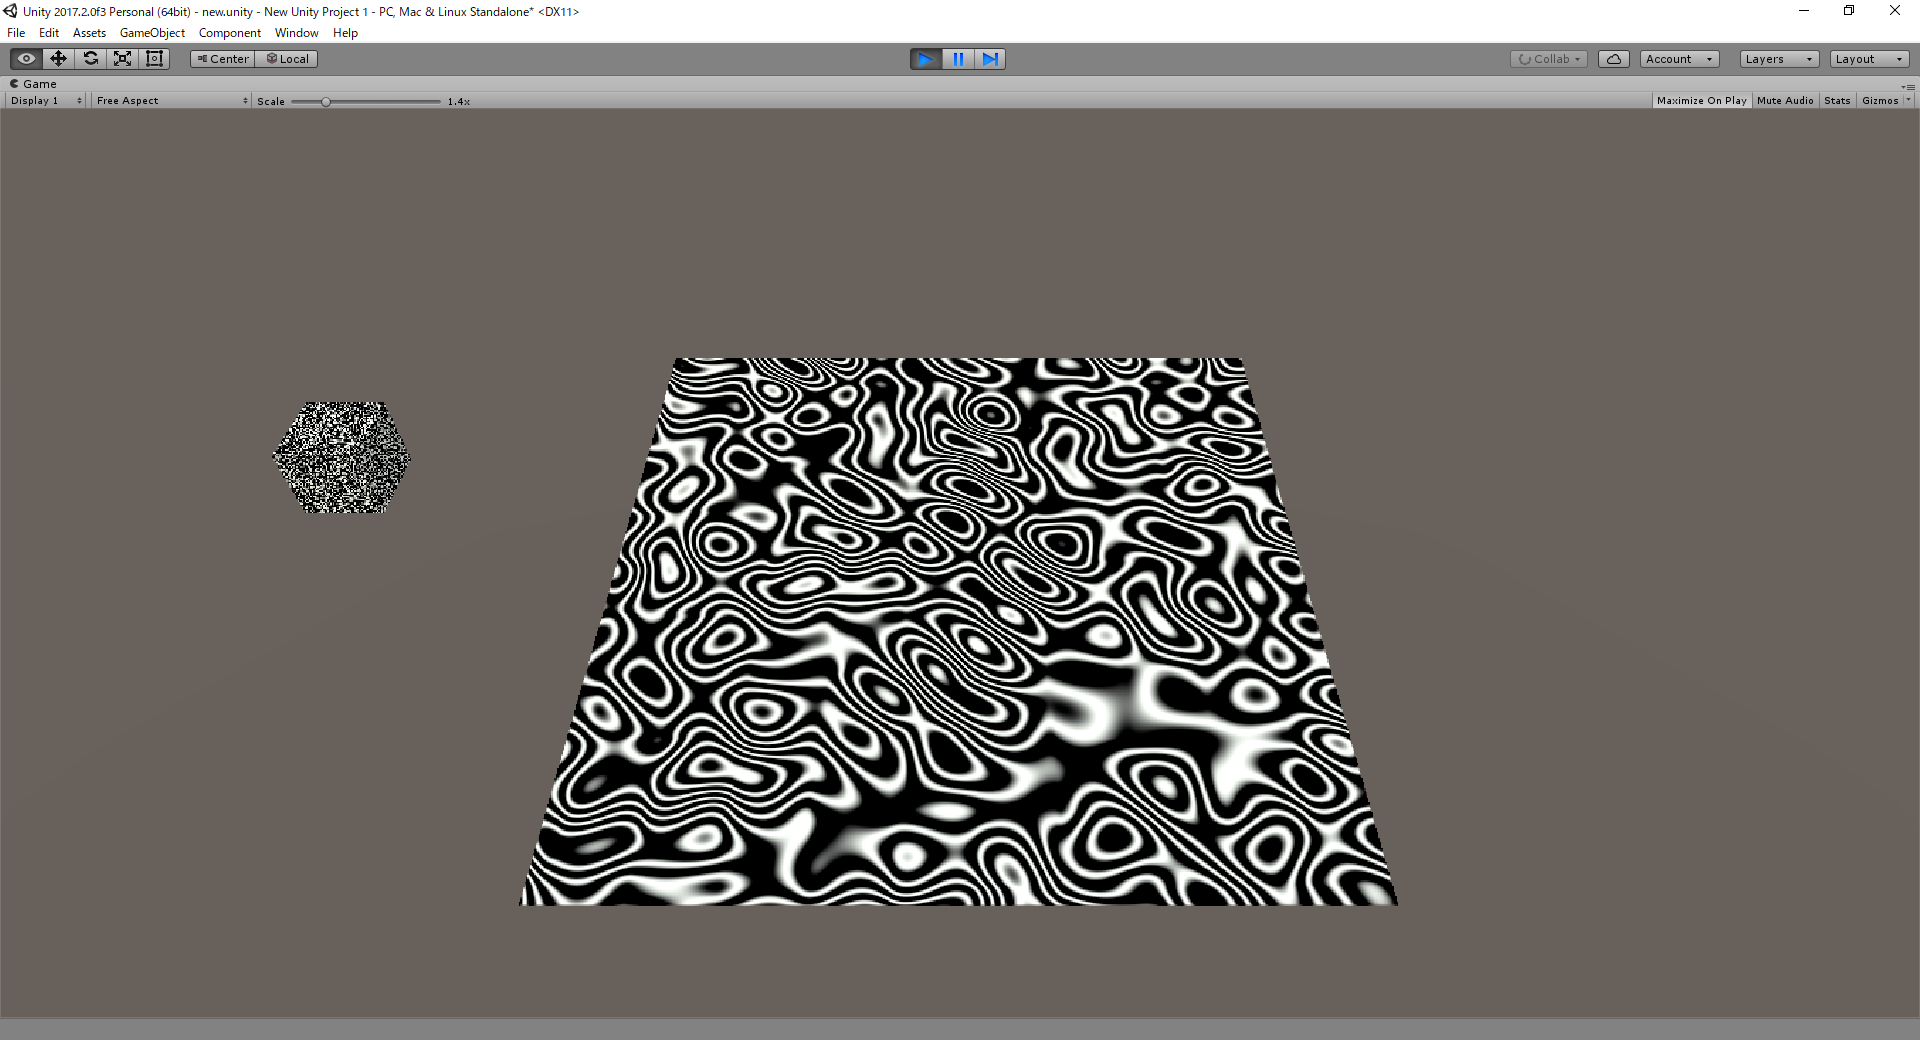 Unity 2017.2.0f3 Personal (64bit) - new.unity - New Unity Project 1 - PC, Mac & Linux Standalone* <DX11>
File Edit Assets GameObject Component Window Help
Center Local Collab Account Layers Layout
Game
Display 1 Free Aspect Scale 1.4x Maximize On Play Mute Audio Stats Gizmos